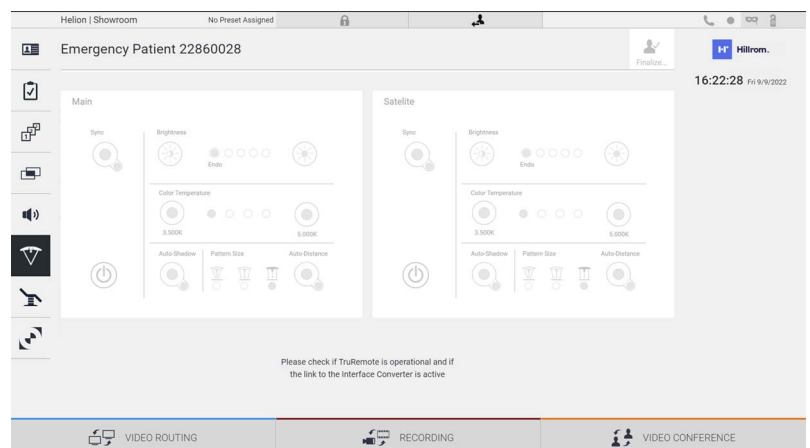 Helion | Showroom
No Preset Assigned
Emergency Patient 22860028
Finalize...
H Hillrom.
16:22:28 Fri 9/9/2022
Main
Sync
Brightness
Endo
Color Temperature
3.500K
5.000K
Auto-Shadow
Pattern Size
Auto-Distance
Satelite
Sync
Brightness
Endo
Color Temperature
3.500K
5.000K
Auto-Shadow
Pattern Size
Auto-Distance
Please check if TruRemote is operational and if
the link to the Interface Converter is active
VIDEO ROUTING
RECORDING
VIDEO CONFERENCE